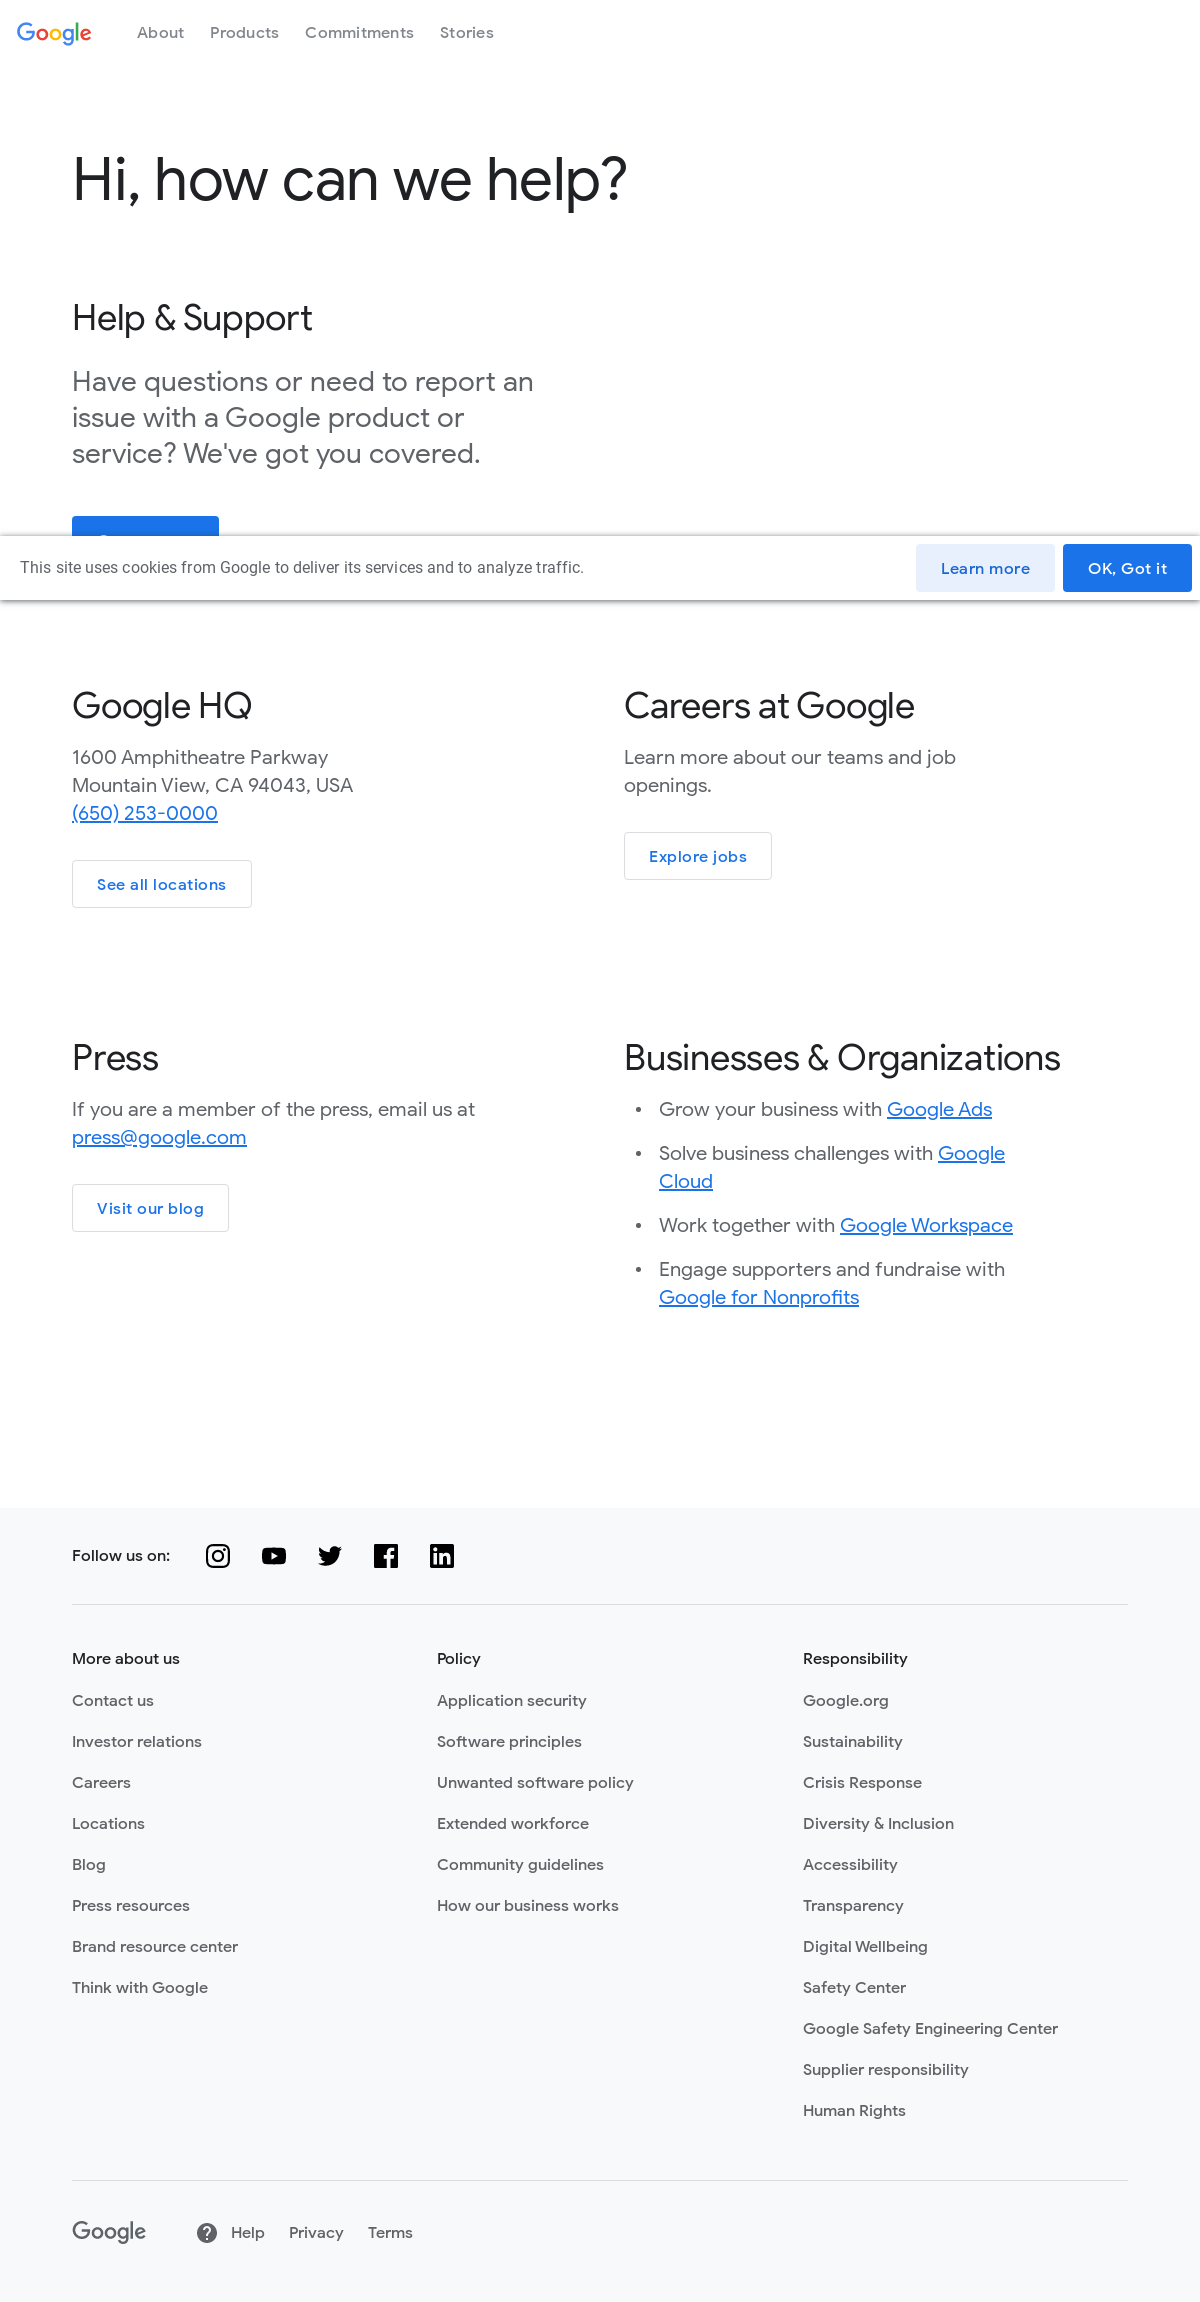 Google
About
Products
Commitments
Stories
Hi, how can we help?
Help & Support
Have questions or need to report an
issue with a Google product or
service? We've got you covered.
This site uses cookies from Google to deliver its services and to analyze traffic.
Learn more
OK, Got it
Google HQ
1600 Amphitheatre Parkway
Mountain View, CA 94043, USA
(650) 253-0000
See all locations
Careers at Google
Learn more about our teams and job
openings.
Explore jobs
Press
If you are a member of the press, email us at
press@google.com
Visit our blog
Businesses & Organizations
• Grow your business with Google Ads
• Solve business challenges with Google
Cloud
• Work together with Google Workspace
• Engage supporters and fundraise with
Google for Nonprofits
Follow us on:
More about us
Contact us
Investor relations
Careers
Locations
Blog
Press resources
Brand resource center
Think with Google
Policy
Application security
Software principles
Unwanted software policy
Extended workforce
Community guidelines
How our business works
Responsibility
Google.org
Sustainability
Crisis Response
Diversity & Inclusion
Accessibility
Transparency
Digital Wellbeing
Safety Center
Google Safety Engineering Center
Supplier responsibility
Human Rights
Google
Help
Privacy
Terms